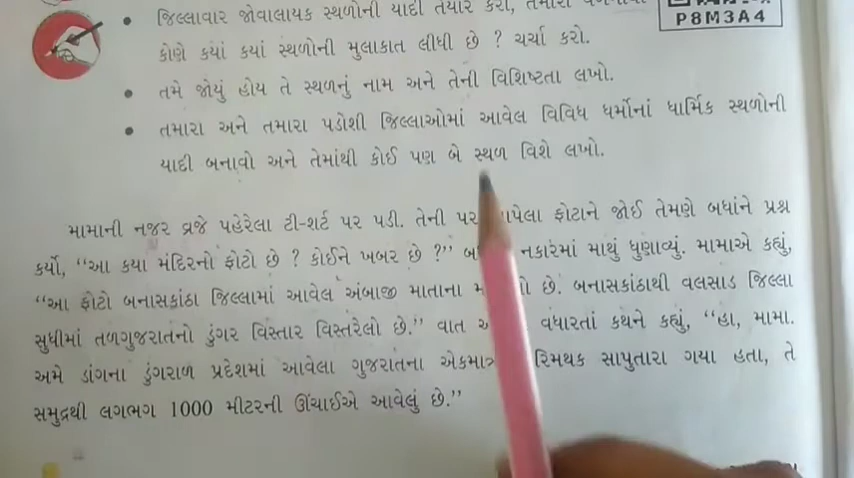 જિલ્લાવાર જોવાલાયક સ્થળોની યાદી તૈયાર કરો, તમારા
P8M3A4
કોણે કયાં કયાં સ્થળોની મુલાકાત લીધી છે ? ચર્ચા કરો.
તમે જોયું હોય તે સ્થળનું નામ અને તેની વિશિષ્ટતા લખો.
તમારા અને તમારા પડોશી જિલ્લાઓમાં આવેલ વિવિધ ધર્મોનાં ધાર્મિક સ્થળોની
યાદી બનાવો અને તેમાંથી કોઈ પણ બે સ્થળ વિશે લખો.
મામાની નજર વ્રજે પહેરેલા ટી-શર્ટ પર પડી. તેની પર ફોટાને જોઈ તેમણે બધાંને પ્રશ્ન
કર્યો, “આ કયા મંદિરનો ફોટો છે ? કોઈને ખબર છે ?” નકારમાં માથું ધુણાવ્યું. મામાએ કહ્યું,
“આ ફોટો બનાસકાંઠા જિલ્લામાં આવેલ અંબાજી માતાના છે. બનાસકાંઠાથી વલસાડ જિલ્લા
સુધીમાં તળગુજરાતનો ડુંગર વિસ્તાર વિસ્તરેલો છે.” વાત વધારતાં કથને કહ્યું, “હા, મામા.
અમે ડાંગના ડુંગરાળ પ્રદેશમાં આવેલા ગુજરાતના એકમાત્ર સાપુતારા ગયા હતા, તે
સમુદ્રથી લગભગ 1000 મીટરની ઊંચાઈએ આવેલું છે.”